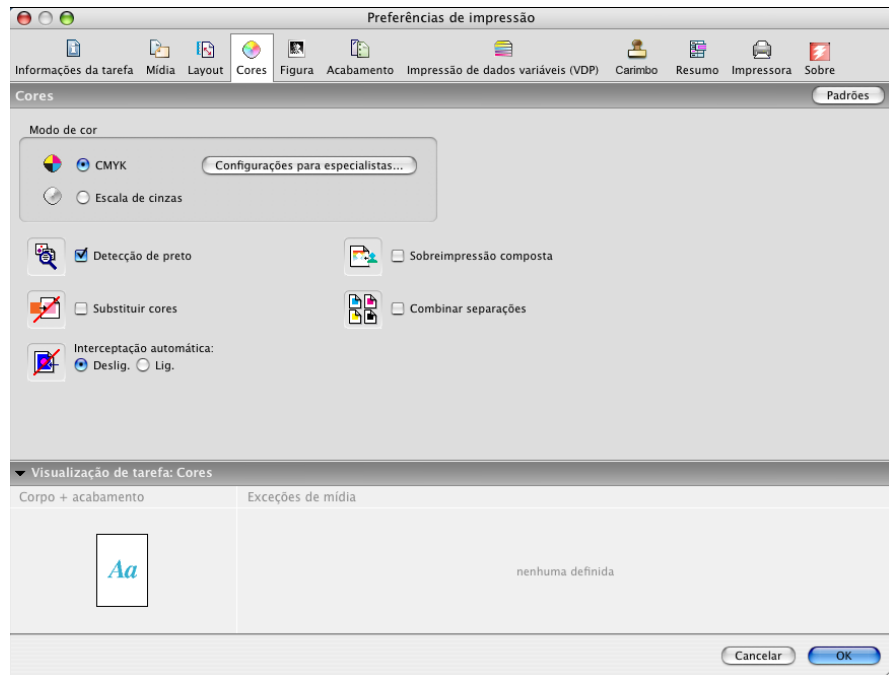 Preferências de impressão
Informações da tarefa Mídia Layout Cores Figura Acabamento Impressão de dados variáveis (VDP) Carimbo Resumo Impressora Sobre
Cores Padrões
Modo de cor
CMYK Configurações para especialistas...
Escala de cinzas
Detecção de preto Sobreimpressão composta
Substituir cores Combinar separações
Interceptação automática:
Deslig. Lig.
Visualização de tarefa: Cores
Corpo + acabamento Exceções de mídia
Aa
nenhuma definida
Cancelar OK